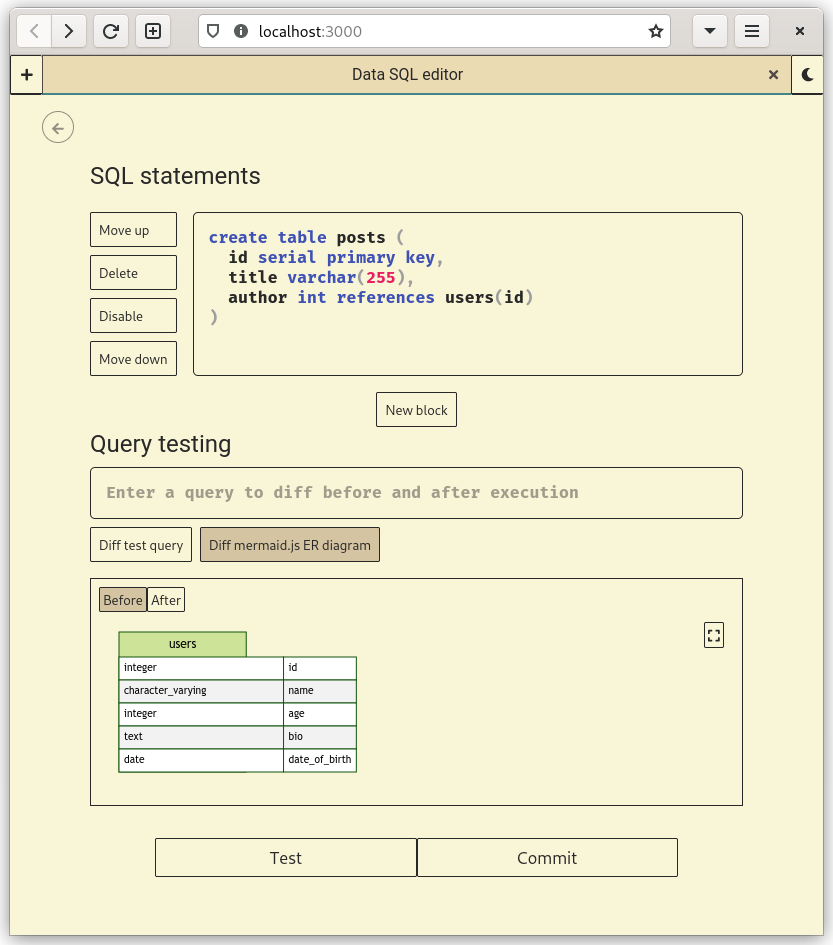 localhost:3000
+ Data SQL editor ×
SQL statements
Move up
Delete
Disable
Move down
create table posts (
  id serial primary key,
  title varchar(255),
  author int references users(id)
)
New block
Query testing
Enter a query to diff before and after execution
Diff test query Diff mermaid.js ER diagram
Before After
users
integer id
character_varying name
integer age
text bio
date date_of_birth
Test Commit